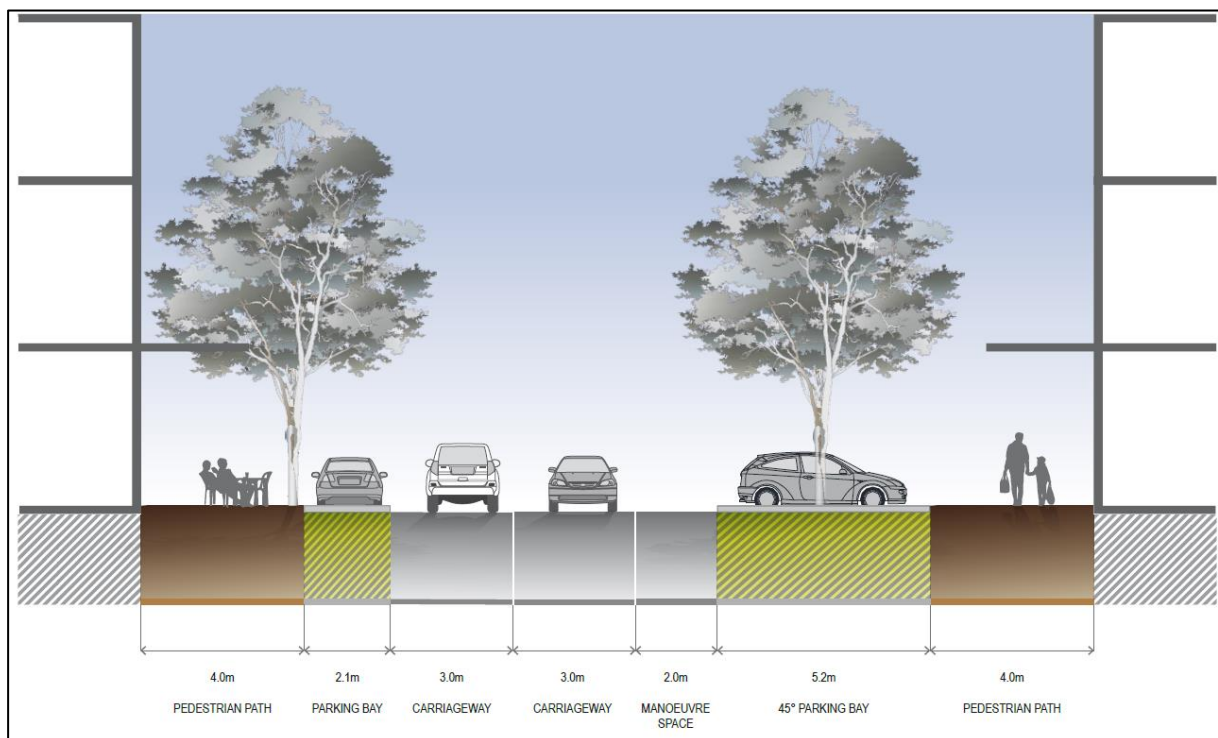 4.0m 2.1m 3.0m 3.0m 2.0m 5.2m 4.0m
PEDESTRIAN PATH PARKING BAY CARRIAGEWAY CARRIAGEWAY MANOEUVRE SPACE 45° PARKING BAY PEDESTRIAN PATH